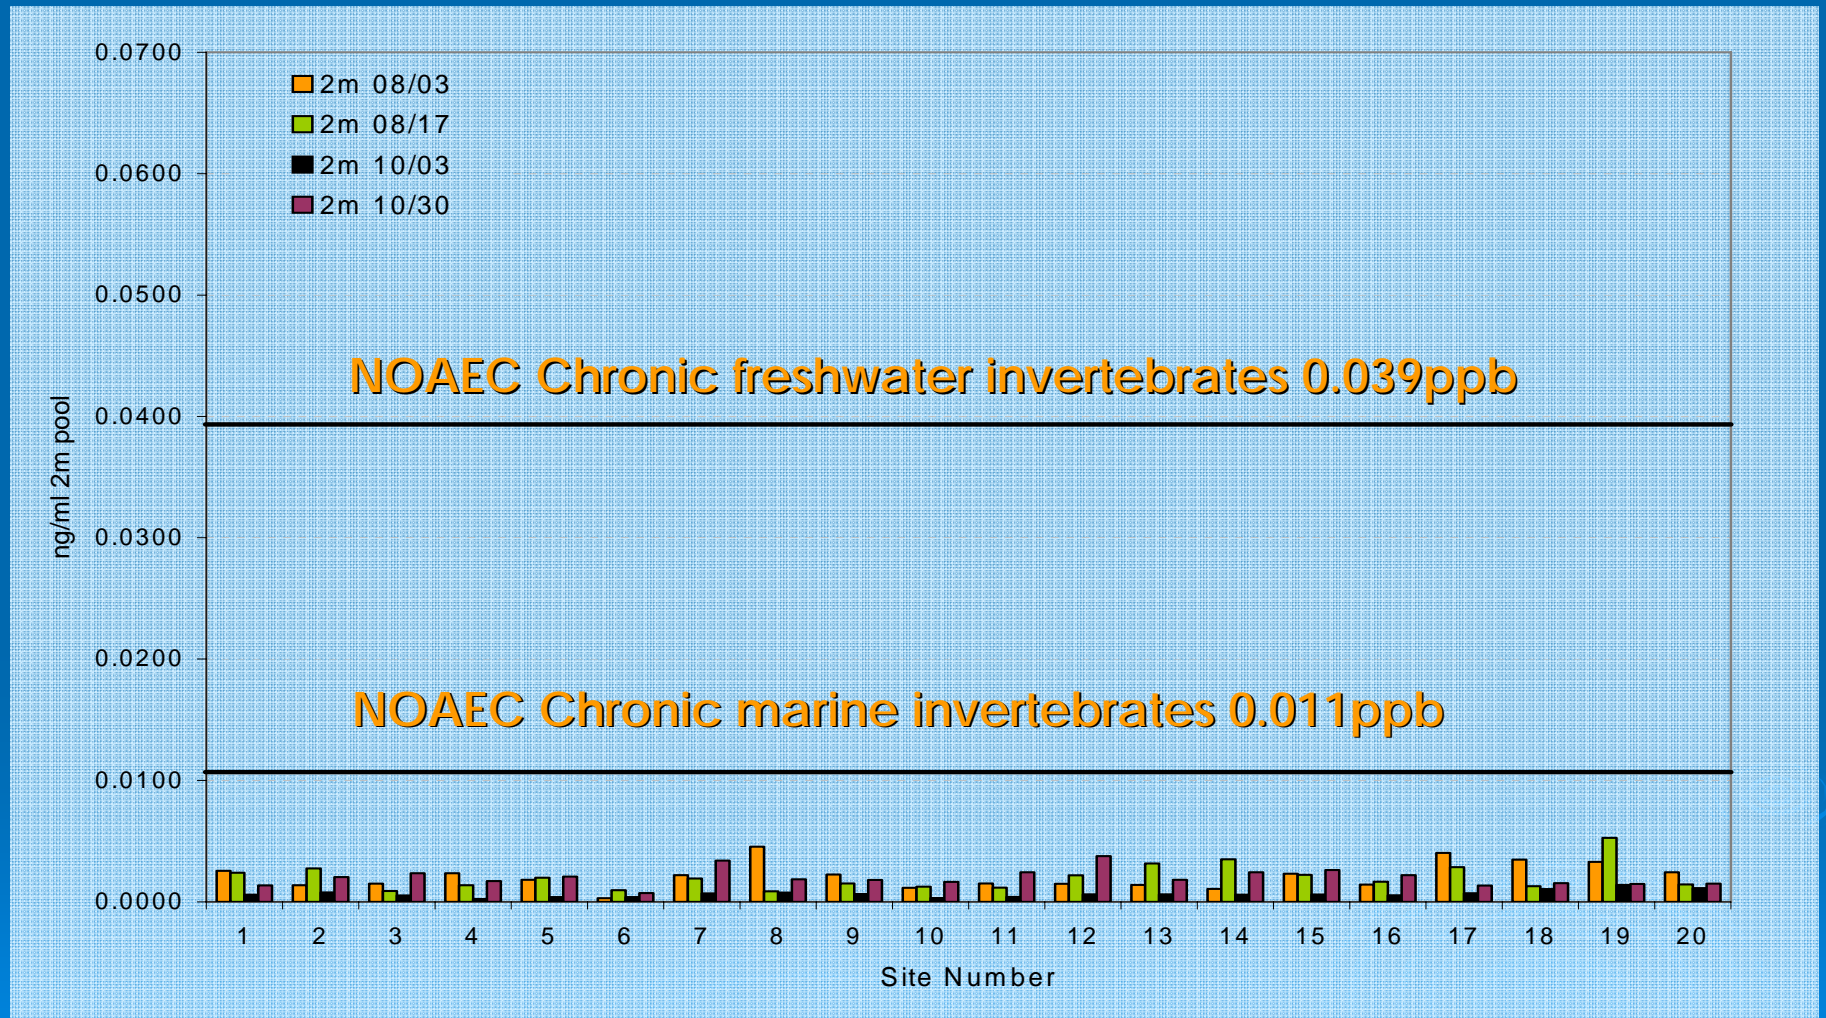 0.0700
2m 08/03
2m 08/17
2m 10/03
2m 10/30
0.0600
0.0500
NOAEC Chronic freshwater invertebrates 0.039ppb
0.0400
ng/ml 2m pool
0.0300
0.0200
NOAEC Chronic marine invertebrates 0.011ppb
0.0100
0.0000
1 2 3 4 5 6 7 8 9 10 11 12 13 14 15 16 17 18 19 20
Site Number